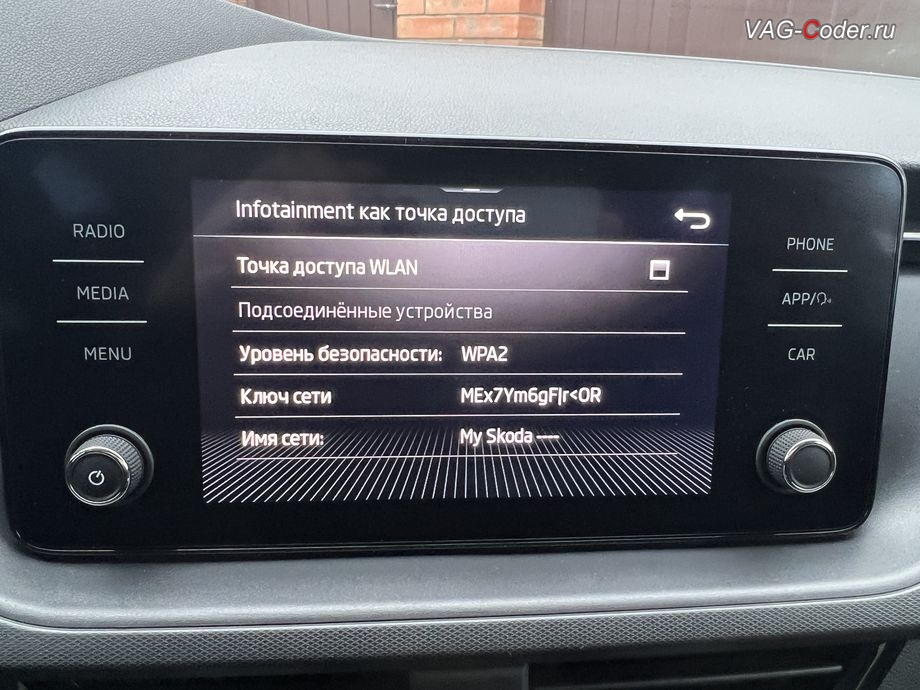 VAG-Coder.ru
Infotainment как точка доступа
RADIO
PHONE
Точка доступа WLAN
MEDIA
APP/
Подсоединённые устройства
MENU
Уровень безопасности: WPA2
CAR
Ключ сети MEx7Ym6gF|r<OR
Имя сети: My Skoda ----